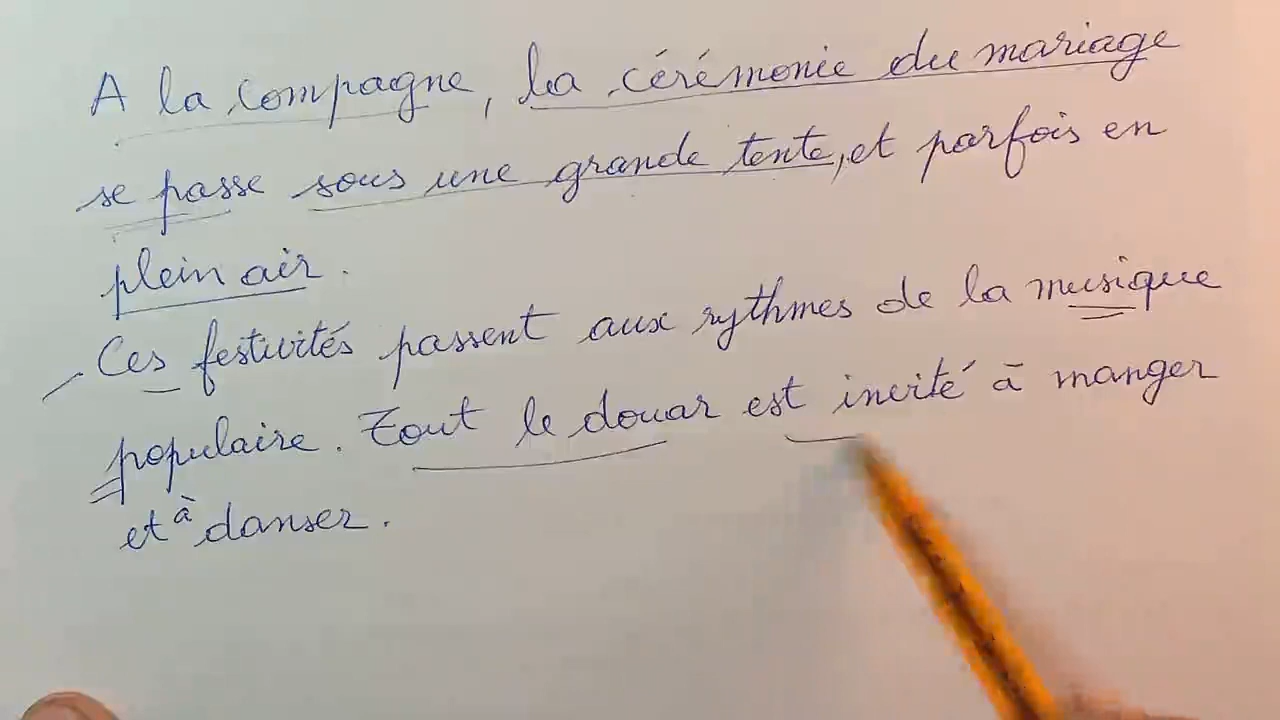 A la compagne, la cérémonie du mariage
se passe sous une grande tente, et parfois en
plein air.
Ces festivités passent aux rythmes de la musique
populaire. Tout le douar est invité à manger
et à danser.